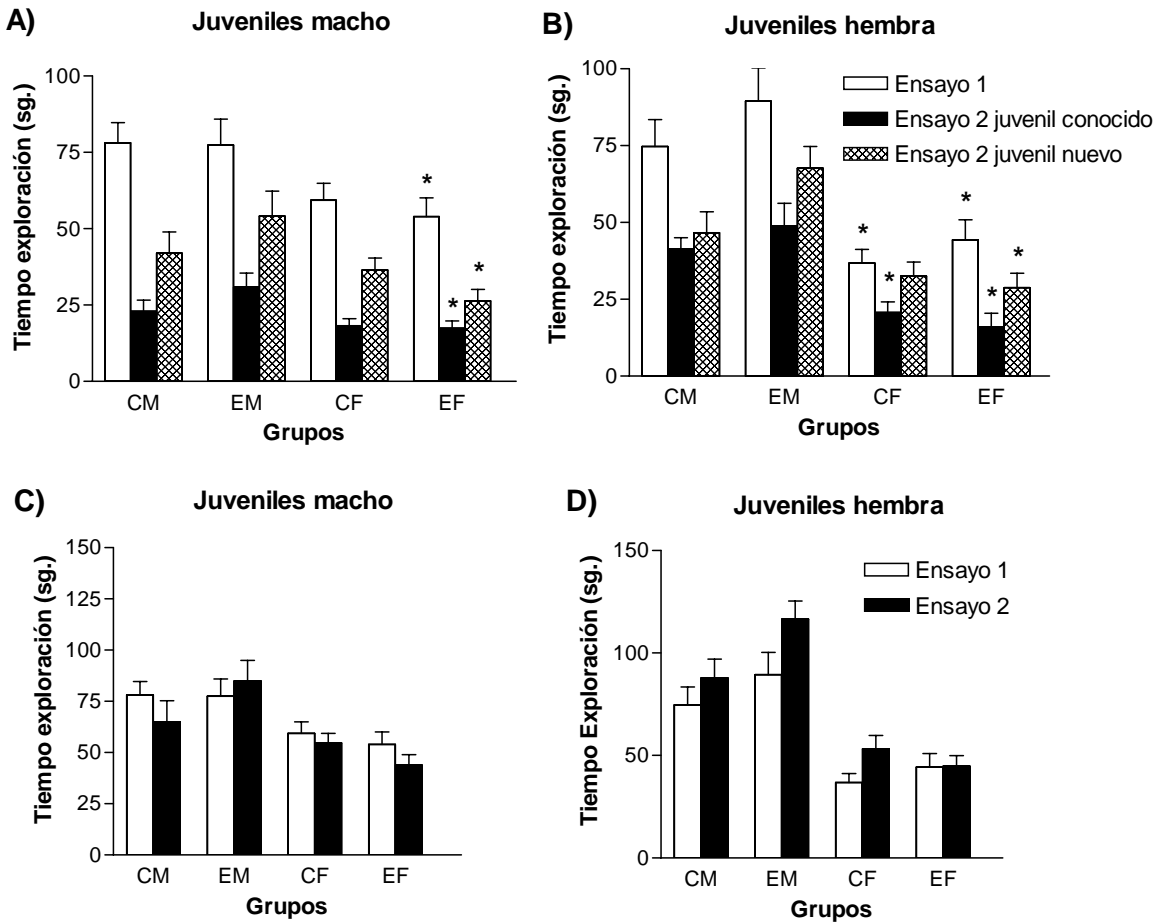 A)
Juveniles macho
Tiempo exploración (sg.)
100
75
50
25
0
*
*
*
CM EM CF EF
Grupos
B)
Juveniles hembra
Ensayo 1
Ensayo 2 juvenil conocido
Ensayo 2 juvenil nuevo
Tiempo exploración (sg.)
100
75
50
25
0
*
*
*
*
*
CM EM CF EF
Grupos
C)
Juveniles macho
Tiempo exploración (sg.)
150
125
100
75
50
25
0
CM EM CF EF
Grupos
D)
Juveniles hembra
Ensayo 1
Ensayo 2
Tiempo Exploración (sg.)
150
100
50
0
CM EM CF EF
Grupos